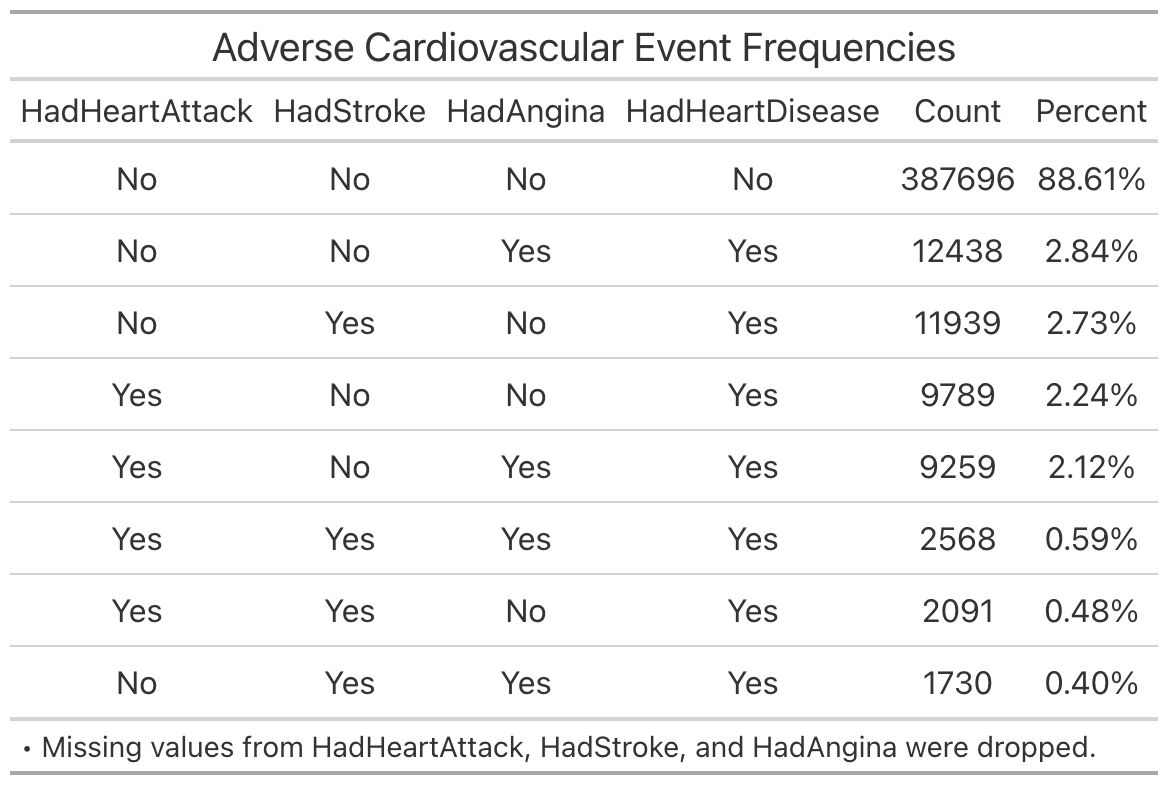 Adverse Cardiovascular Event Frequencies
HadHeartAttack HadStroke HadAngina HadHeartDisease Count Percent
No No No No 387696 88.61%
No No Yes Yes 12438 2.84%
No Yes No Yes 11939 2.73%
Yes No No Yes 9789 2.24%
Yes No Yes Yes 9259 2.12%
Yes Yes Yes Yes 2568 0.59%
Yes Yes No Yes 2091 0.48%
No Yes Yes Yes 1730 0.40%
• Missing values from HadHeartAttack, HadStroke, and HadAngina were dropped.